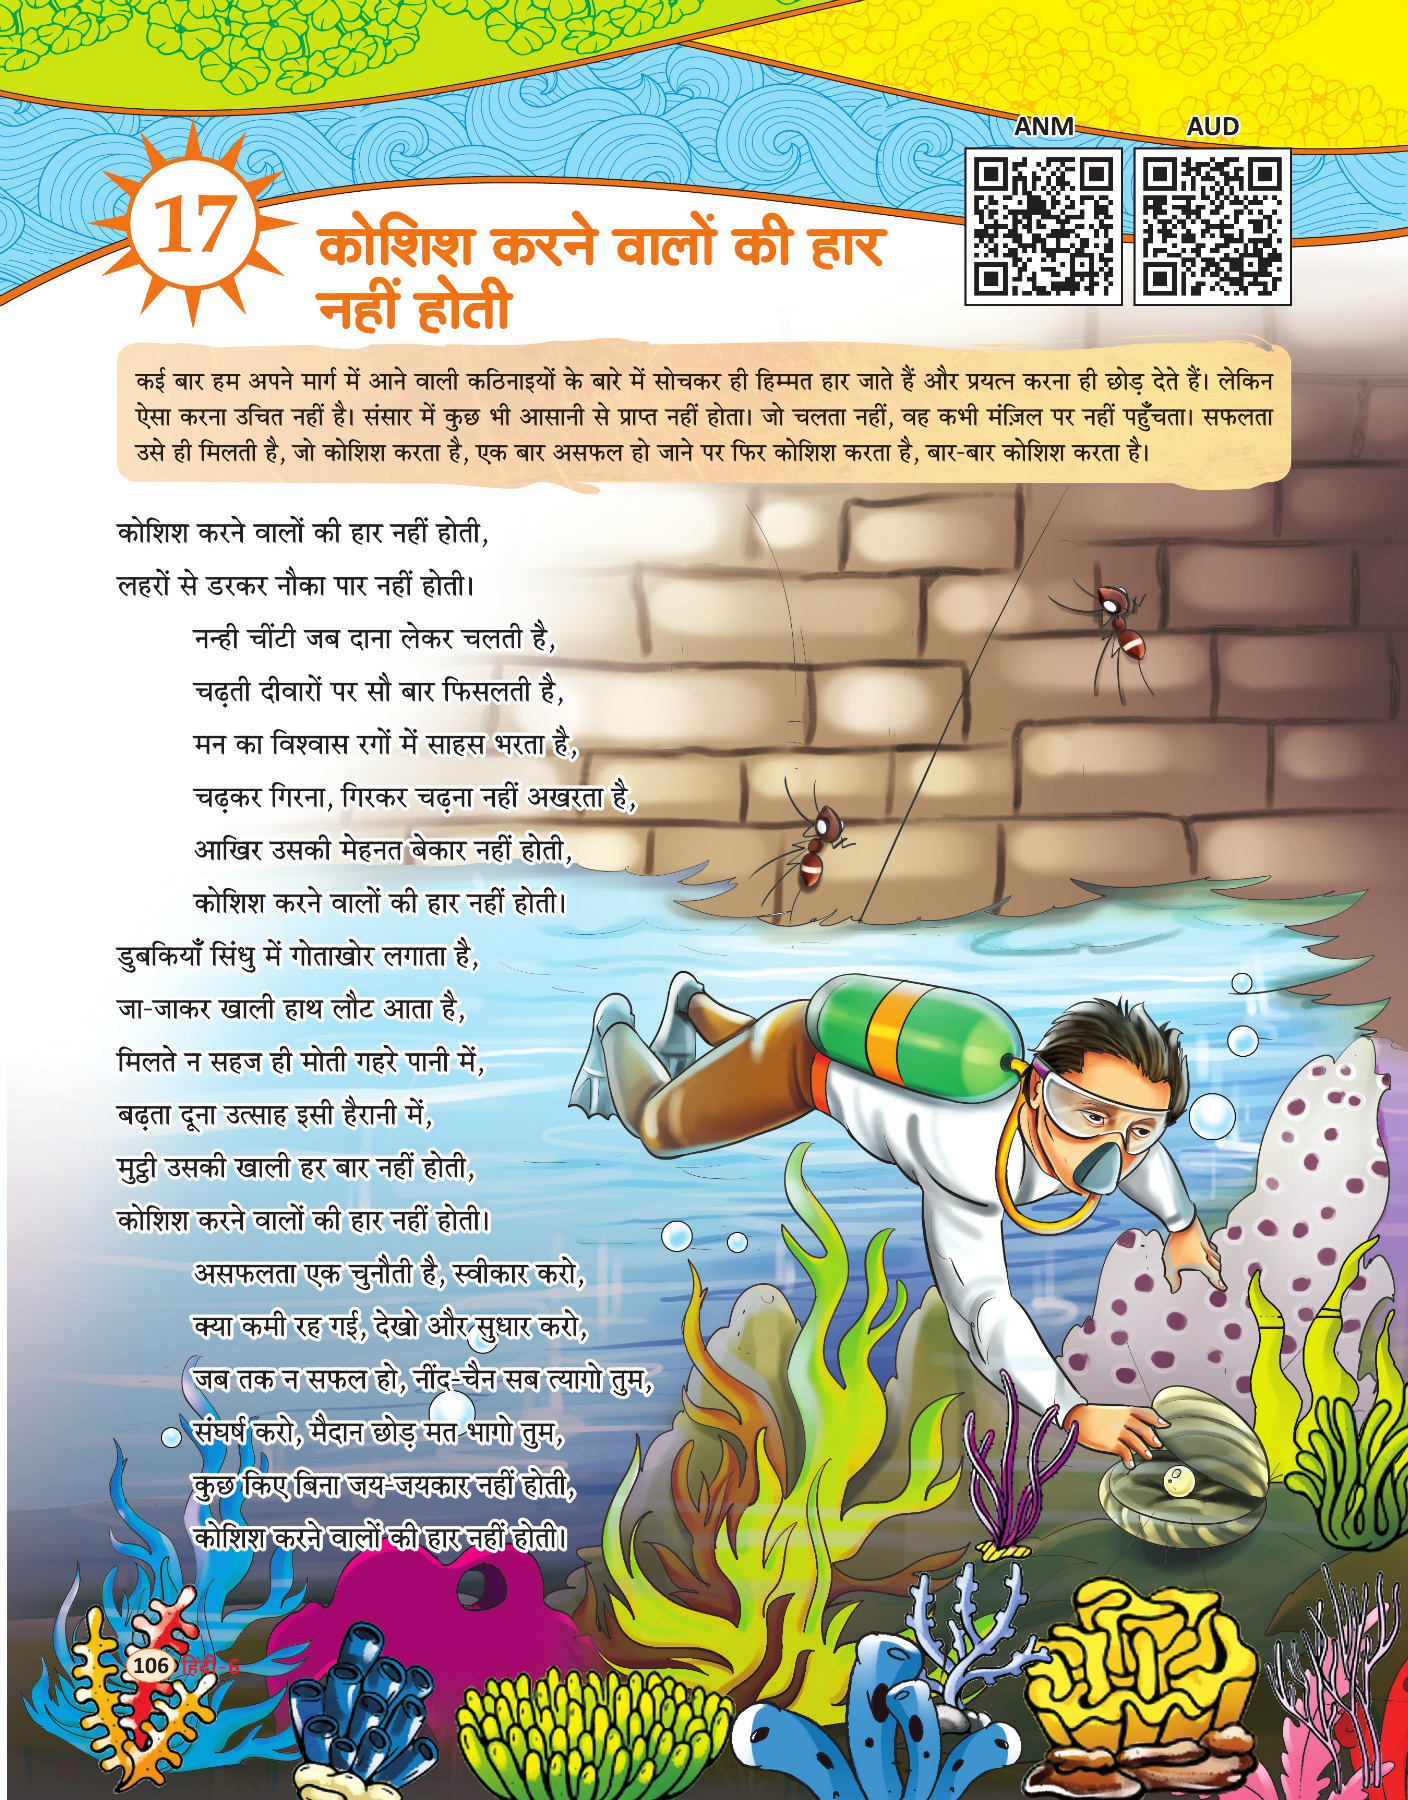 ANM
AUD
17
कोशिश करने वालों की हार
नहीं होती
कई बार हम अपने मार्ग में आने वाली कठिनाइयों के बारे में सोचकर ही हिम्मत हार जाते हैं और प्रयत्न करना ही छोड़ देते हैं। लेकिन
ऐसा करना उचित नहीं है। संसार में कुछ भी आसानी से प्राप्त नहीं होता। जो चलता नहीं, वह कभी मंज़िल पर नहीं पहुँचता। सफलता
उसे ही मिलती है, जो कोशिश करता है, एक बार असफल हो जाने पर फिर कोशिश करता है, बार-बार कोशिश करता है।
कोशिश करने वालों की हार नहीं होती,
लहरों से डरकर नौका पार नहीं होती।
नन्ही चींटी जब दाना लेकर चलती है,
चढ़ती दीवारों पर सौ बार फिसलती है,
मन का विश्वास रगों में साहस भरता है,
चढ़कर गिरना, गिरकर चढ़ना नहीं अखरता है,
आखिर उसकी मेहनत बेकार नहीं होती,
कोशिश करने वालों की हार नहीं होती।
डुबकियाँ सिंधु में गोताखोर लगाता है,
जा-जाकर खाली हाथ लौट आता है,
मिलते न सहज ही मोती गहरे पानी में,
बढ़ता दूना उत्साह इसी हैरानी में,
मुट्ठी उसकी खाली हर बार नहीं होती,
कोशिश करने वालों की हार नहीं होती।
असफलता एक चुनौती है, स्वीकार करो,
क्या कमी रह गई, देखो और सुधार करो,
जब तक न सफल हो, नींद-चैन सब त्यागो तुम,
संघर्ष करो, मैदान छोड़ मत भागो तुम,
कुछ किए बिना जय-जयकार नहीं होती,
कोशिश करने वालों की हार नहीं होती।
106 हिंदी-6